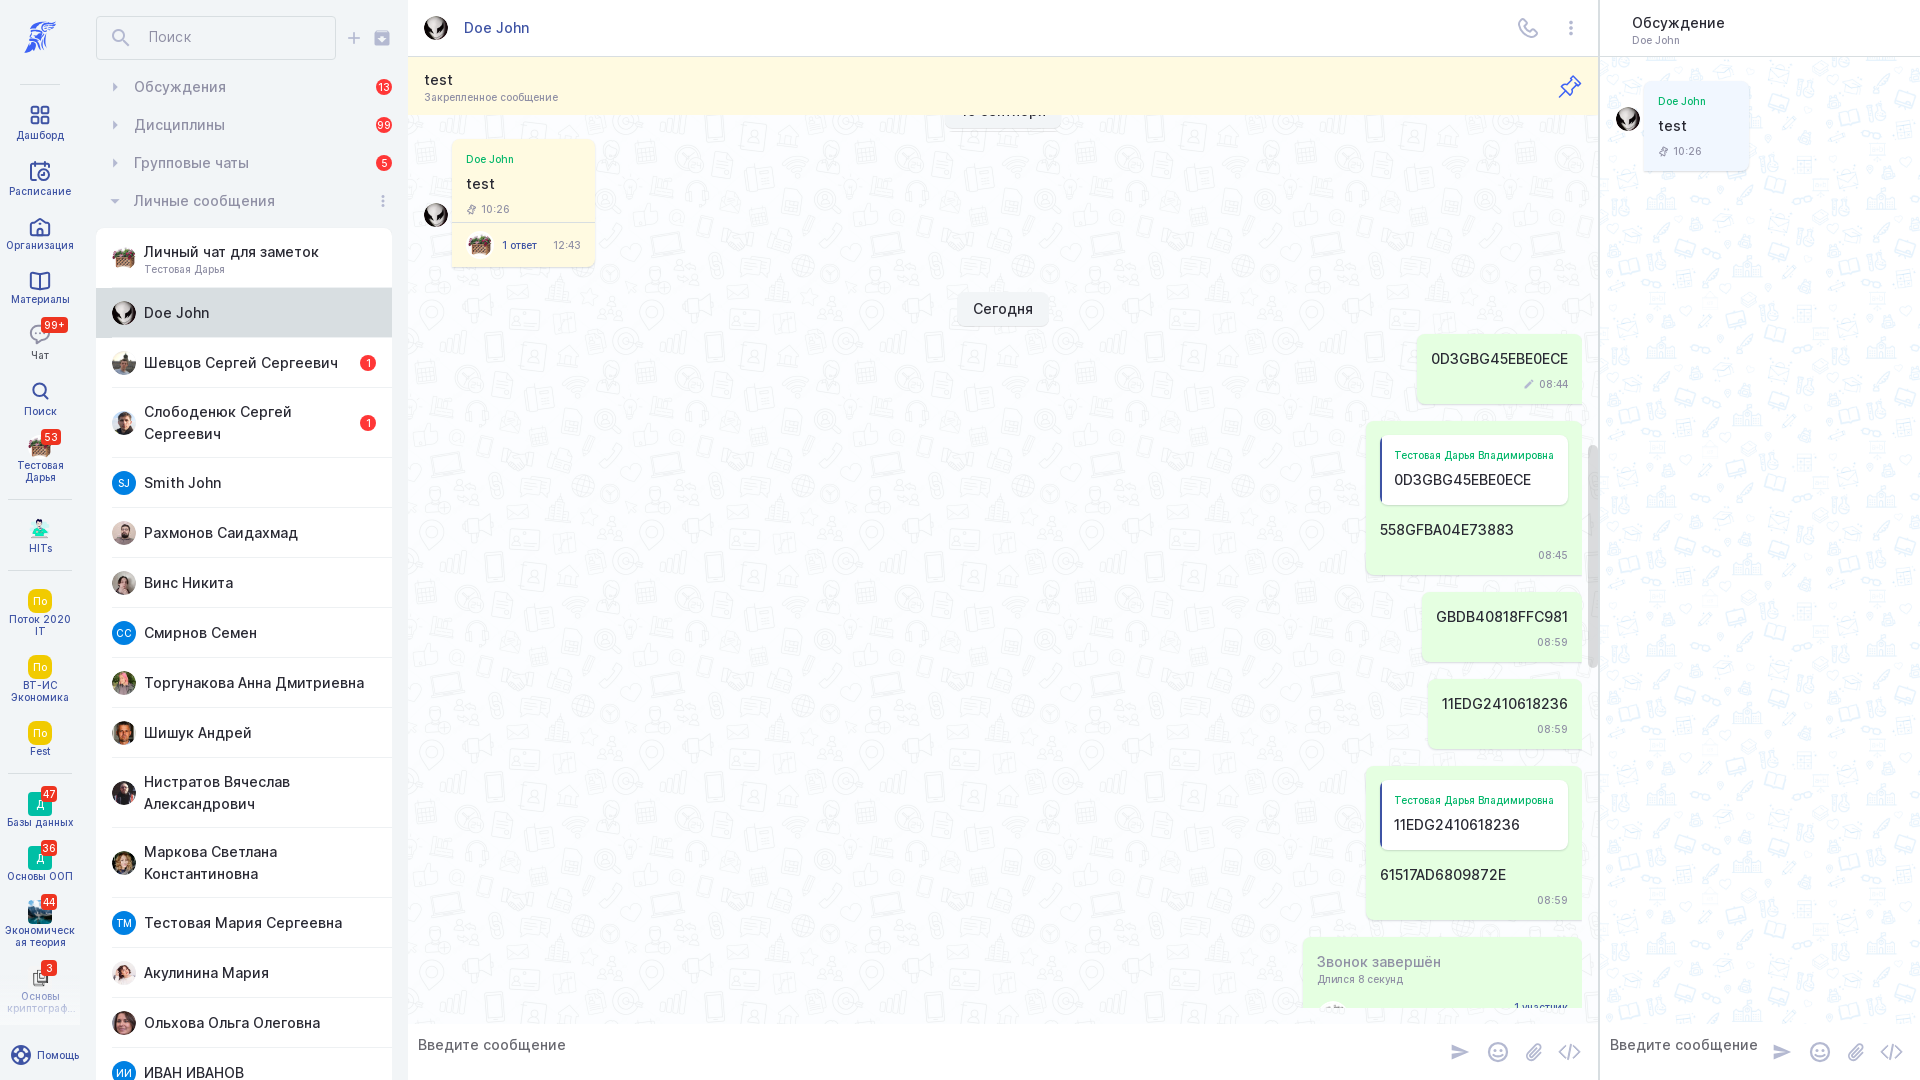 Дашборд
Расписание
Организация
Материалы
99+
Чат
Поиск
53
Тестовая
Дарья
HITs
По
Поток 2020
IT
По
ВТ-ИС
Экономика
По
Fest
47
Д
Базы данных
36
Д
Основы ООП
44
Экономическ
ая теория
3
Основы
криптограф...
Помощь
Поиск
Обсуждения
13
Дисциплины
99
Групповые чаты
5
Личные сообщения
Личный чат для заметок
Тестовая Дарья
Doe John
Шевцов Сергей Сергеевич
1
Слободенюк Сергей
Сергеевич
1
SJ
Smith John
Рахмонов Саидахмад
Винс Никита
СС
Смирнов Семен
Торгунакова Анна Дмитриевна
Шишук Андрей
Нистратов Вячеслав
Александрович
Маркова Светлана
Константиновна
ТМ
Тестовая Мария Сергеевна
Акулинина Мария
Ольхова Ольга Олеговна
ИИ
ИВАН ИВАНОВ
Doe John
test
Закрепленное сообщение
Doe John
test
10:26
1 ответ
12:43
Сегодня
0D3GBG45EBE0ECE
08:44
Тестовая Дарья Владимировна
0D3GBG45EBE0ECE
558GFBA04E73883
08:45
GBDB40818FFC981
08:59
11EDG2410618236
08:59
Тестовая Дарья Владимировна
11EDG2410618236
61517AD6809872E
08:59
Звонок завершён
Длился 8 секунд
1 участник
Введите сообщение
Обсуждение
Doe John
Doe John
test
10:26
Введите сообщение